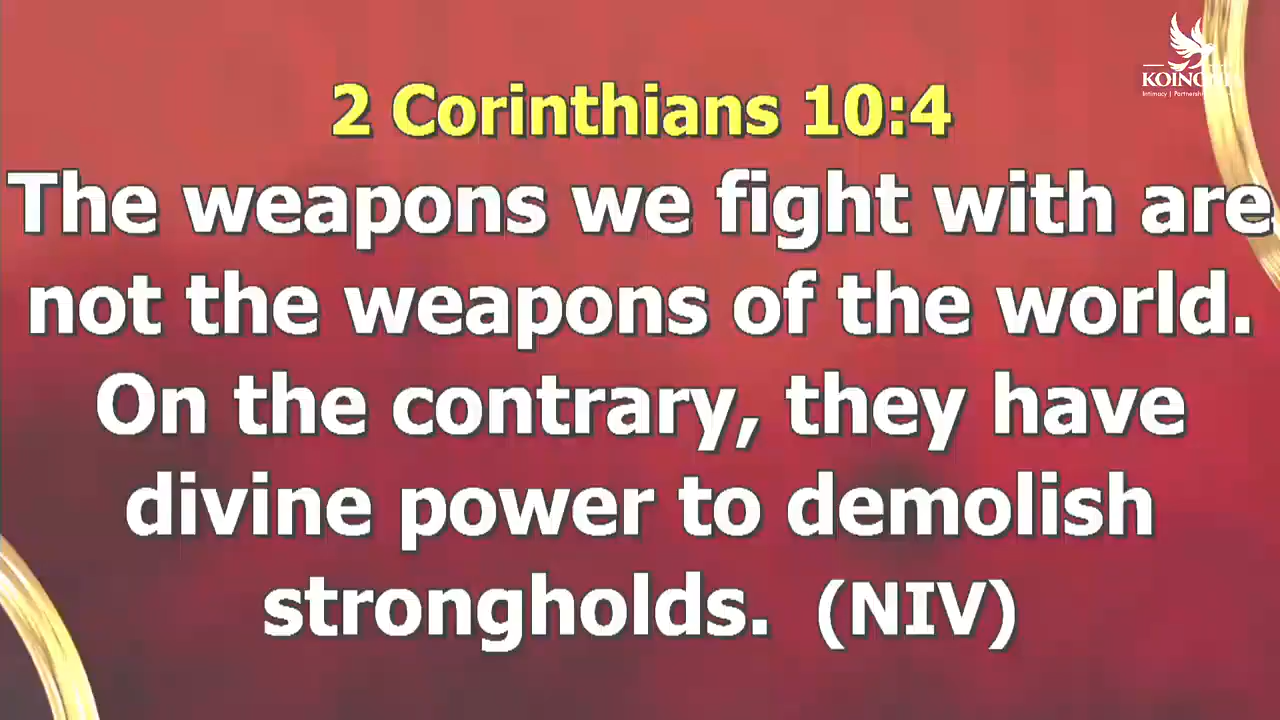 2 Corinthians 10:4
The weapons we fight with are
not the weapons of the world.
On the contrary, they have
divine power to demolish
strongholds. (NIV)
Intimacy |